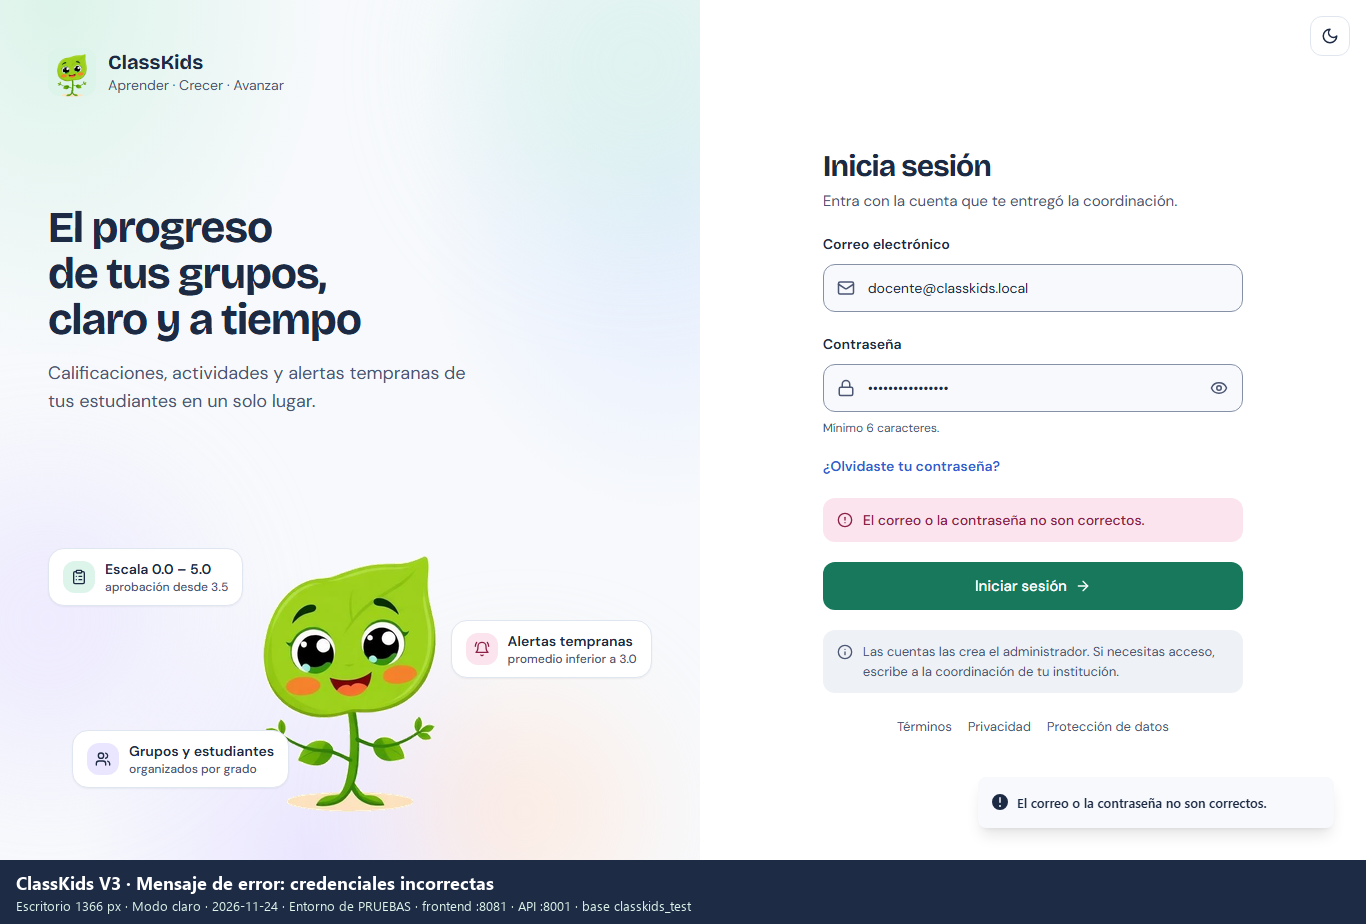 ClassKids
Aprender · Crecer · Avanzar
El progreso
de tus grupos,
claro y a tiempo
Calificaciones, actividades y alertas tempranas de
tus estudiantes en un solo lugar.
Escala 0.0 – 5.0
aprobación desde 3.5
Alertas tempranas
promedio inferior a 3.0
Grupos y estudiantes
organizados por grado
Inicia sesión
Entra con la cuenta que te entregó la coordinación.
Correo electrónico
docente@classkids.local
Contraseña
••••••••••••••••
Mínimo 6 caracteres.
¿Olvidaste tu contraseña?
El correo o la contraseña no son correctos.
Iniciar sesión →
Las cuentas las crea el administrador. Si necesitas acceso,
escribe a la coordinación de tu institución.
Términos Privacidad Protección de datos
El correo o la contraseña no son correctos.
ClassKids V3 · Mensaje de error: credenciales incorrectas
Escritorio 1366 px · Modo claro · 2026-11-24 · Entorno de PRUEBAS · frontend :8081 · API :8001 · base classkids_test